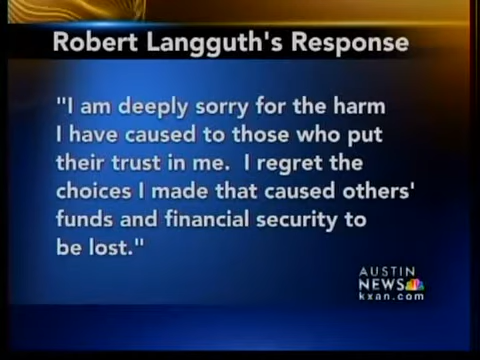 Robert Langguth's Response
"I am deeply sorry for the harm
I have caused to those who put
their trust in me.  I regret the
choices I made that caused others'
funds and financial security to
be lost."
AUSTIN
NEWS
kxan.com